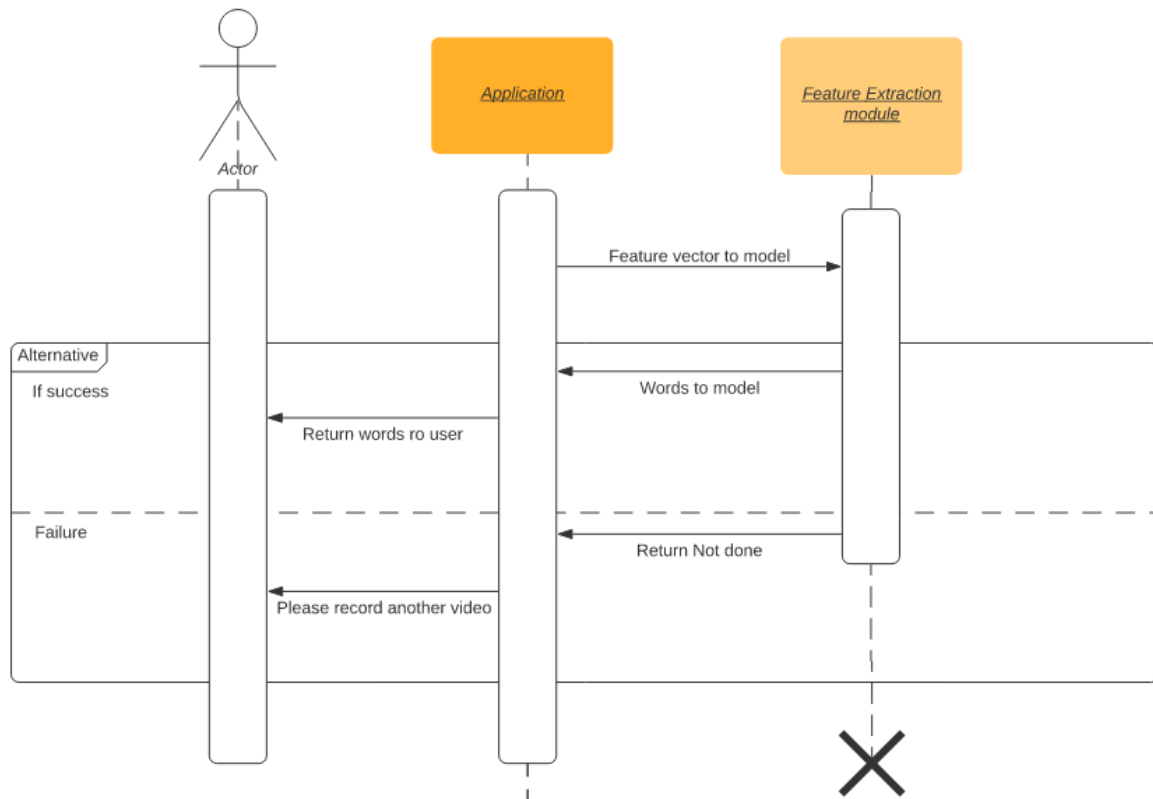 Actor
Application
Feature Extraction
module
Feature vector to model
Alternative
If success
Words to model
Return words ro user
Failure
Return Not done
Please record another video